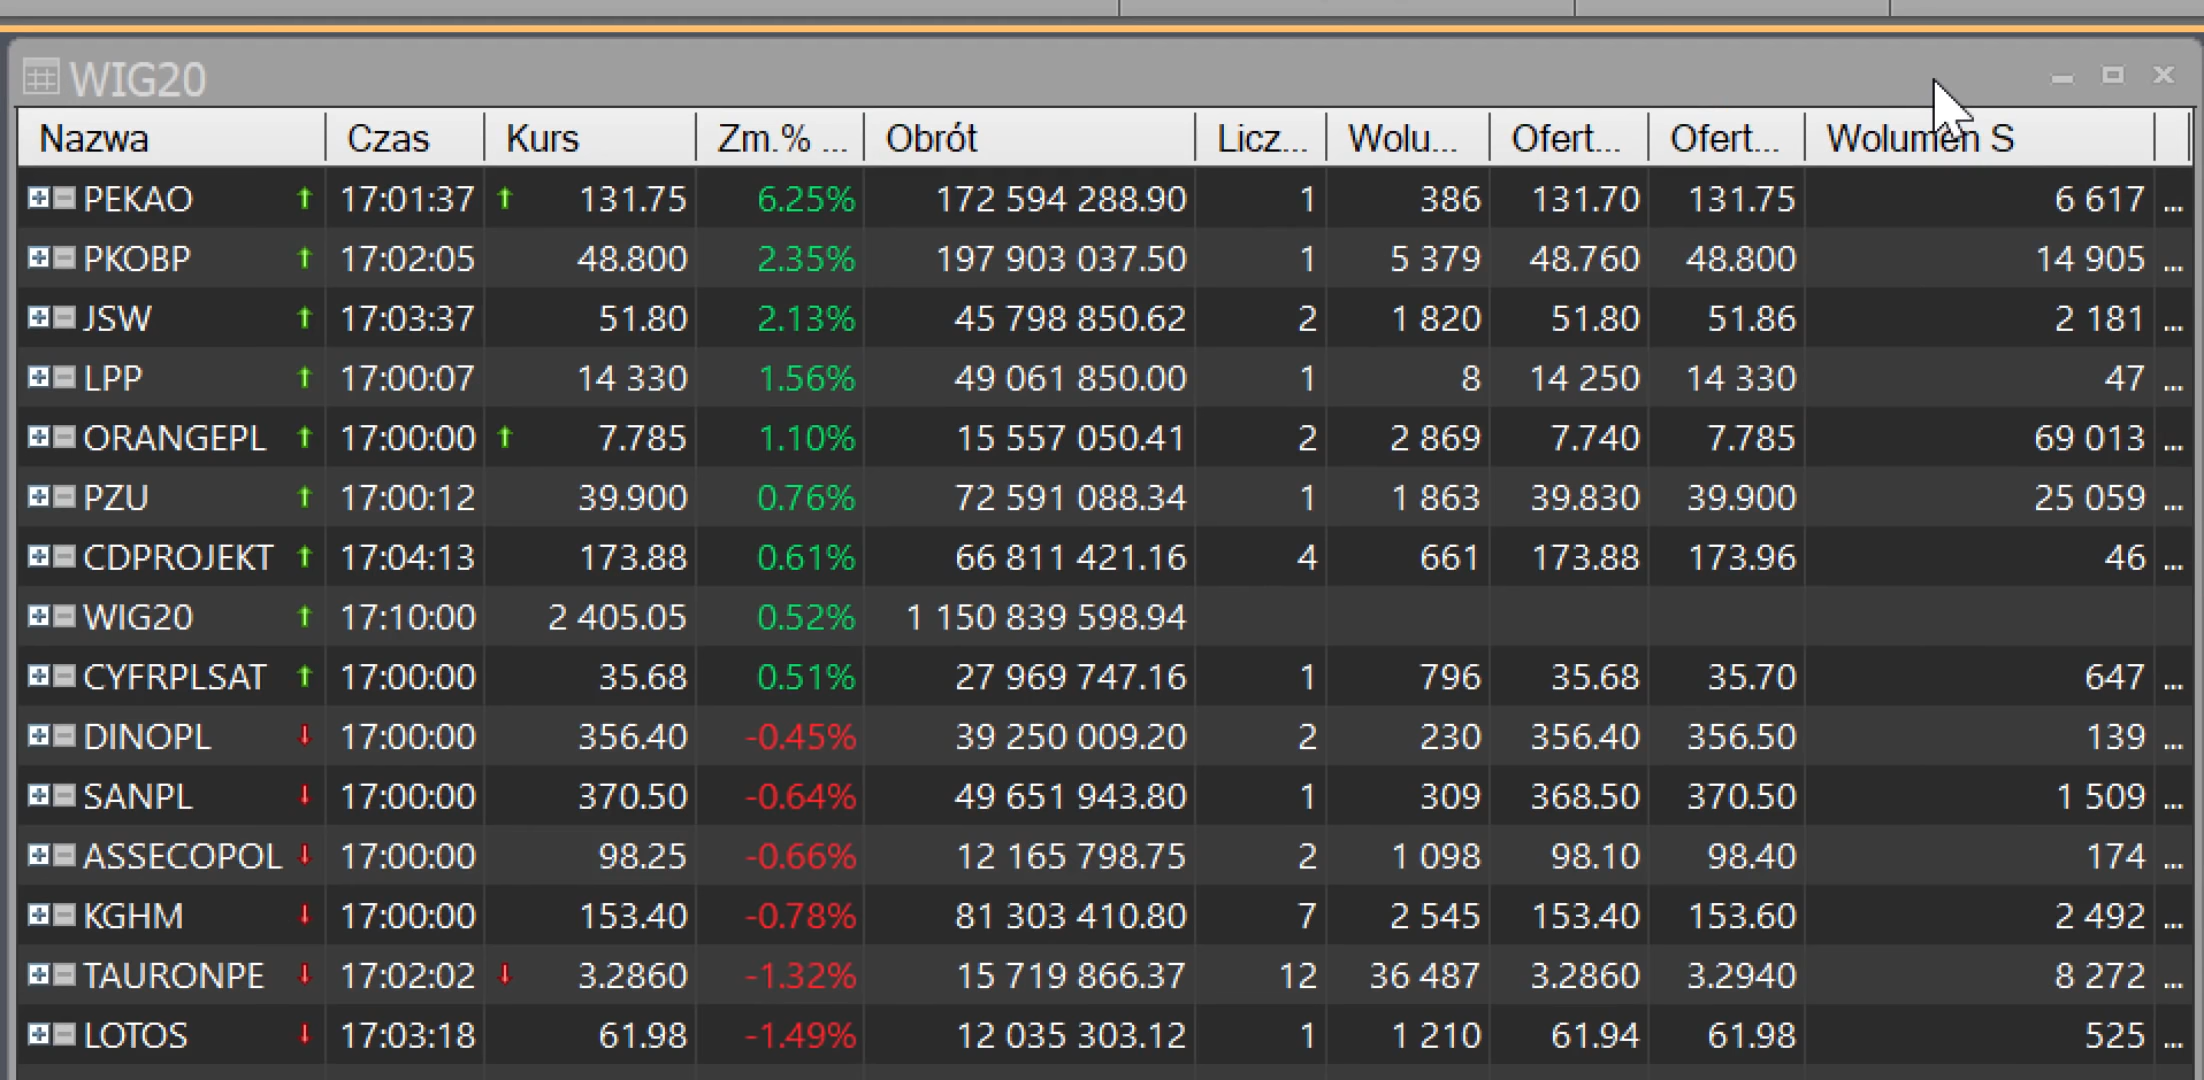 WIG20
Nazwa Czas Kurs Zm.% ... Obrót Licz... Wolu... Ofert... Ofert... Wolumen S
PEKAO 17:01:37 131.75 6.25% 172 594 288.90 1 386 131.70 131.75 6 617 ...
PKOBP 17:02:05 48.800 2.35% 197 903 037.50 1 5 379 48.760 48.800 14 905 ...
JSW 17:03:37 51.80 2.13% 45 798 850.62 2 1 820 51.80 51.86 2 181 ...
LPP 17:00:07 14 330 1.56% 49 061 850.00 1 8 14 250 14 330 47 ...
ORANGEPL 17:00:00 7.785 1.10% 15 557 050.41 2 2 869 7.740 7.785 69 013 ...
PZU 17:00:12 39.900 0.76% 72 591 088.34 1 1 863 39.830 39.900 25 059 ...
CDPROJEKT 17:04:13 173.88 0.61% 66 811 421.16 4 661 173.88 173.96 46 ...
WIG20 17:10:00 2 405.05 0.52% 1 150 839 598.94
CYFRPLSAT 17:00:00 35.68 0.51% 27 969 747.16 1 796 35.68 35.70 647 ...
DINOPL 17:00:00 356.40 -0.45% 39 250 009.20 2 230 356.40 356.50 139 ...
SANPL 17:00:00 370.50 -0.64% 49 651 943.80 1 309 368.50 370.50 1 509 ...
ASSECOPOL 17:00:00 98.25 -0.66% 12 165 798.75 2 1 098 98.10 98.40 174 ...
KGHM 17:00:00 153.40 -0.78% 81 303 410.80 7 2 545 153.40 153.60 2 492 ...
TAURONPE 17:02:02 3.2860 -1.32% 15 719 866.37 12 36 487 3.2860 3.2940 8 272 ...
LOTOS 17:03:18 61.98 -1.49% 12 035 303.12 1 1 210 61.94 61.98 525 ...